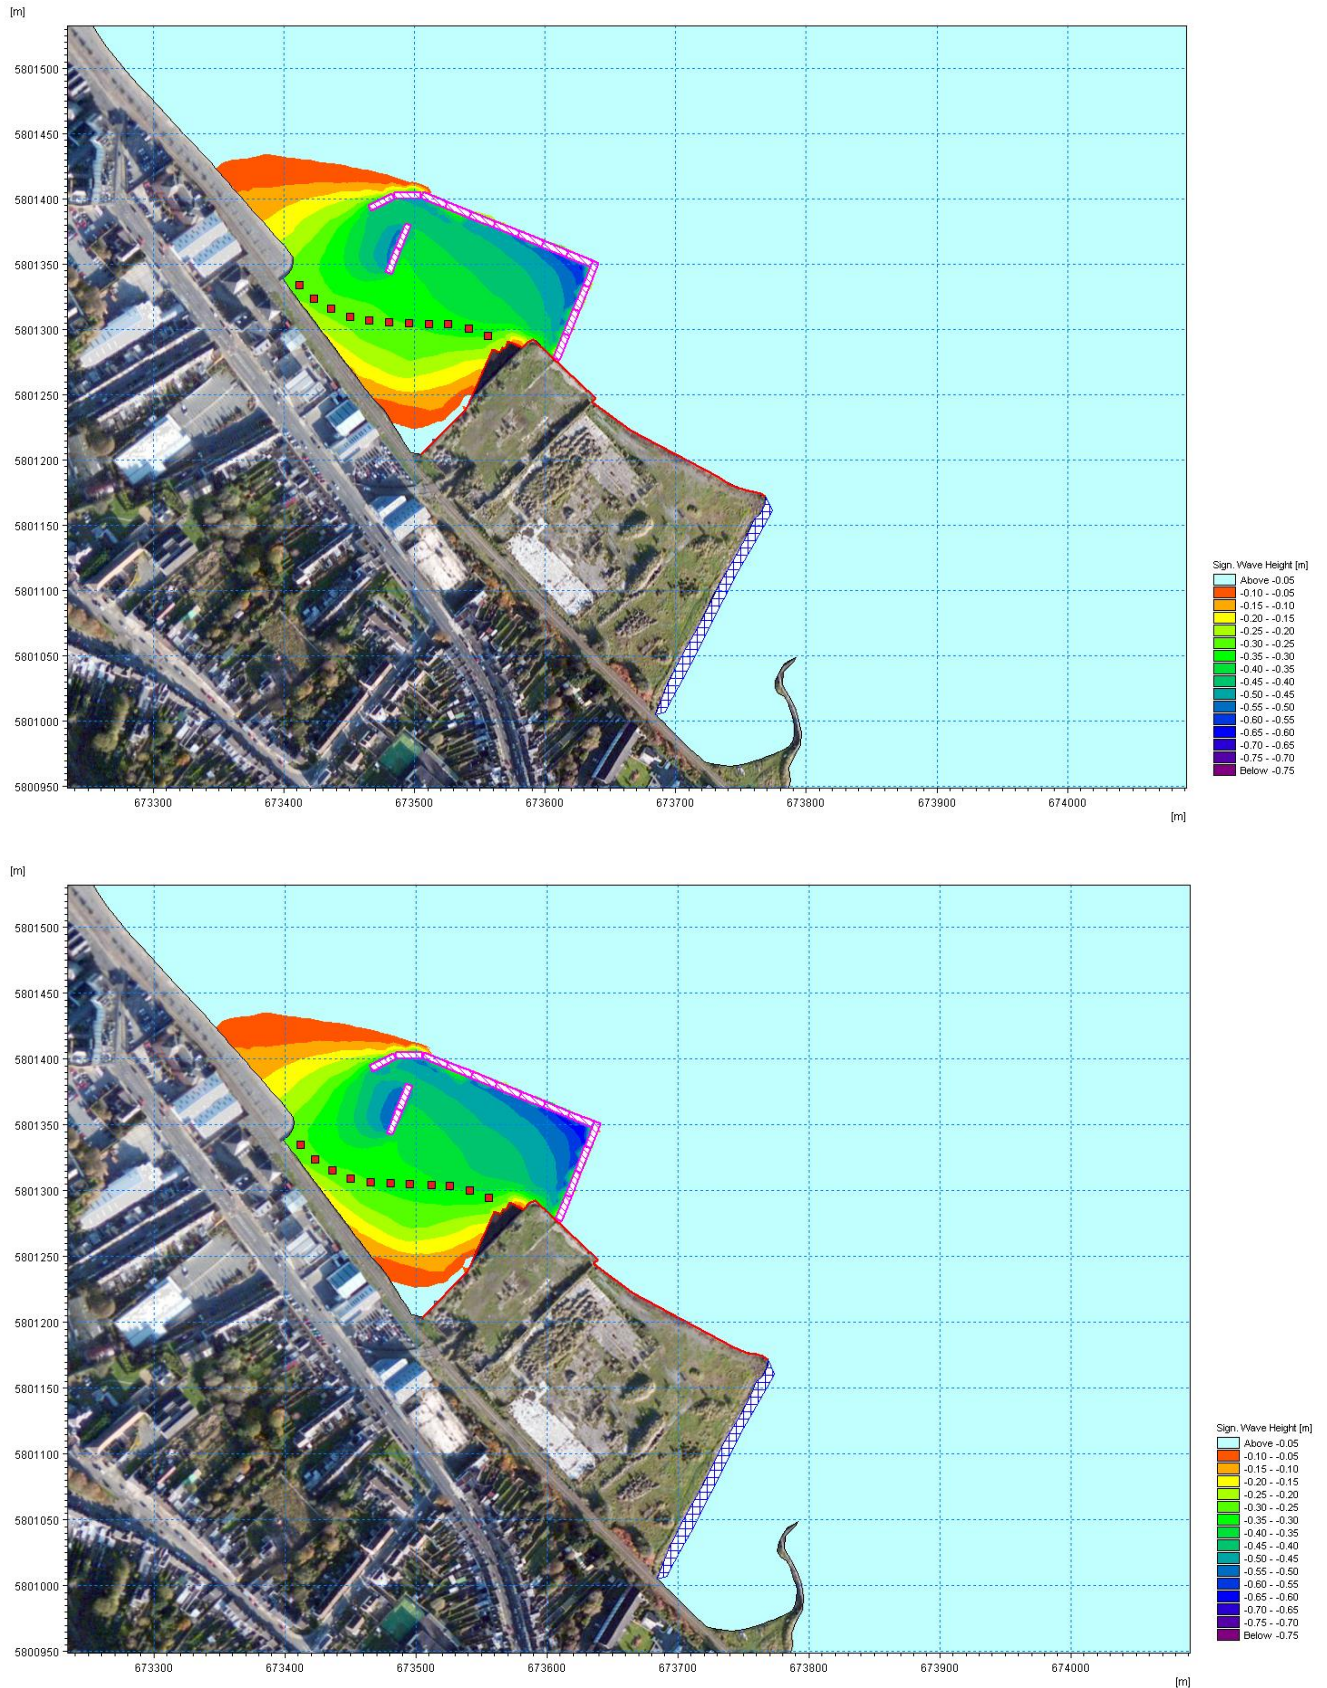 [m]
5801500
5801450
5801400
5801350
5801300
5801250
5801200
5801150
5801100
5801050
5801000
5800950
673300 673400 673500 673600 673700 673800 673900 674000
[m]
Sign. Wave Height [m]
Above -0.05
-0.10 - -0.05
-0.15 - -0.10
-0.20 - -0.15
-0.25 - -0.20
-0.30 - -0.25
-0.35 - -0.30
-0.40 - -0.35
-0.45 - -0.40
-0.50 - -0.45
-0.55 - -0.50
-0.60 - -0.55
-0.65 - -0.60
-0.70 - -0.65
-0.75 - -0.70
Below -0.75
[m]
5801500
5801450
5801400
5801350
5801300
5801250
5801200
5801150
5801100
5801050
5801000
5800950
673300 673400 673500 673600 673700 673800 673900 674000
[m]
Sign. Wave Height [m]
Above -0.05
-0.10 - -0.05
-0.15 - -0.10
-0.20 - -0.15
-0.25 - -0.20
-0.30 - -0.25
-0.35 - -0.30
-0.40 - -0.35
-0.45 - -0.40
-0.50 - -0.45
-0.55 - -0.50
-0.60 - -0.55
-0.65 - -0.60
-0.70 - -0.65
-0.75 - -0.70
Below -0.75